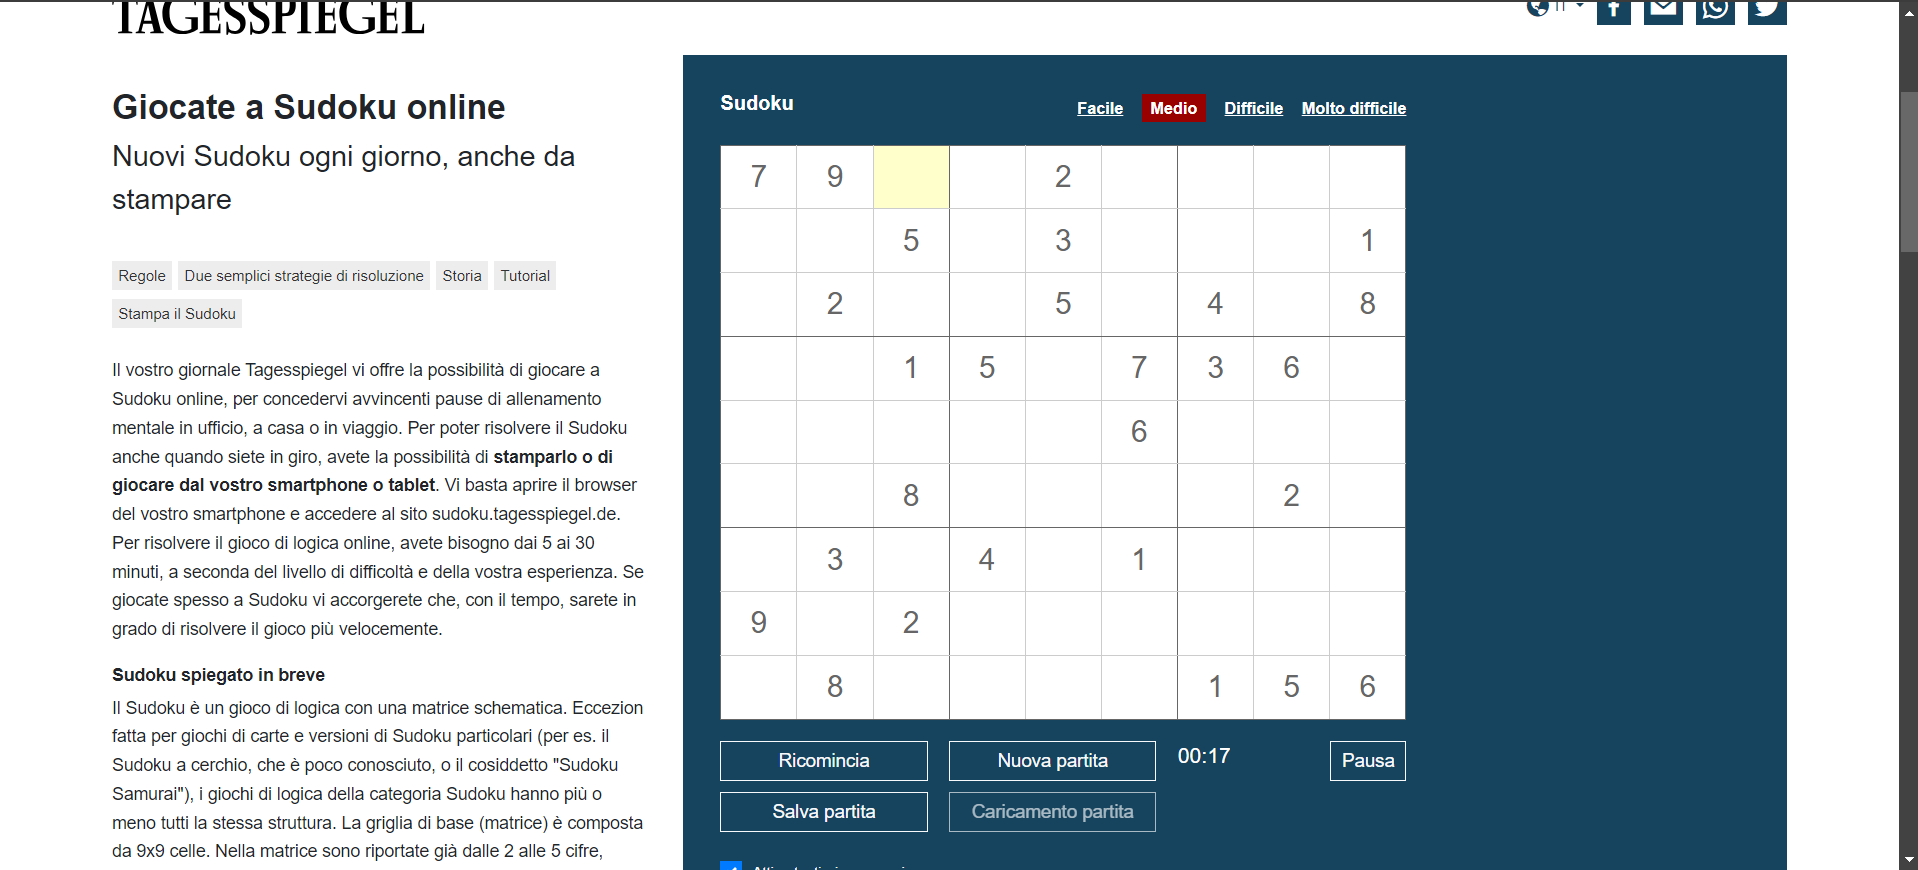 TAGESSPIEGEL
IT
Giocate a Sudoku online
Nuovi Sudoku ogni giorno, anche da
stampare
Regole Due semplici strategie di risoluzione Storia Tutorial
Stampa il Sudoku
Il vostro giornale Tagesspiegel vi offre la possibilità di giocare a
Sudoku online, per concedervi avvincenti pause di allenamento
mentale in ufficio, a casa o in viaggio. Per poter risolvere il Sudoku
anche quando siete in giro, avete la possibilità di stamparlo o di
giocare dal vostro smartphone o tablet. Vi basta aprire il browser
del vostro smartphone e accedere al sito sudoku.tagesspiegel.de.
Per risolvere il gioco di logica online, avete bisogno dai 5 ai 30
minuti, a seconda del livello di difficoltà e della vostra esperienza. Se
giocate spesso a Sudoku vi accorgerete che, con il tempo, sarete in
grado di risolvere il gioco più velocemente.
Sudoku spiegato in breve
Il Sudoku è un gioco di logica con una matrice schematica. Eccezion
fatta per giochi di carte e versioni di Sudoku particolari (per es. il
Sudoku a cerchio, che è poco conosciuto, o il cosiddetto "Sudoku
Samurai"), i giochi di logica della categoria Sudoku hanno più o
meno tutti la stessa struttura. La griglia di base (matrice) è composta
da 9x9 celle. Nella matrice sono riportate già dalle 2 alle 5 cifre,
Sudoku
Facile Medio Difficile Molto difficile
7 9 2
5 3 1
2 5 4 8
1 5 7 3 6
6
8 2
3 4 1
9 2
8 1 5 6
Ricomincia Nuova partita 00:17 Pausa
Salva partita Caricamento partita